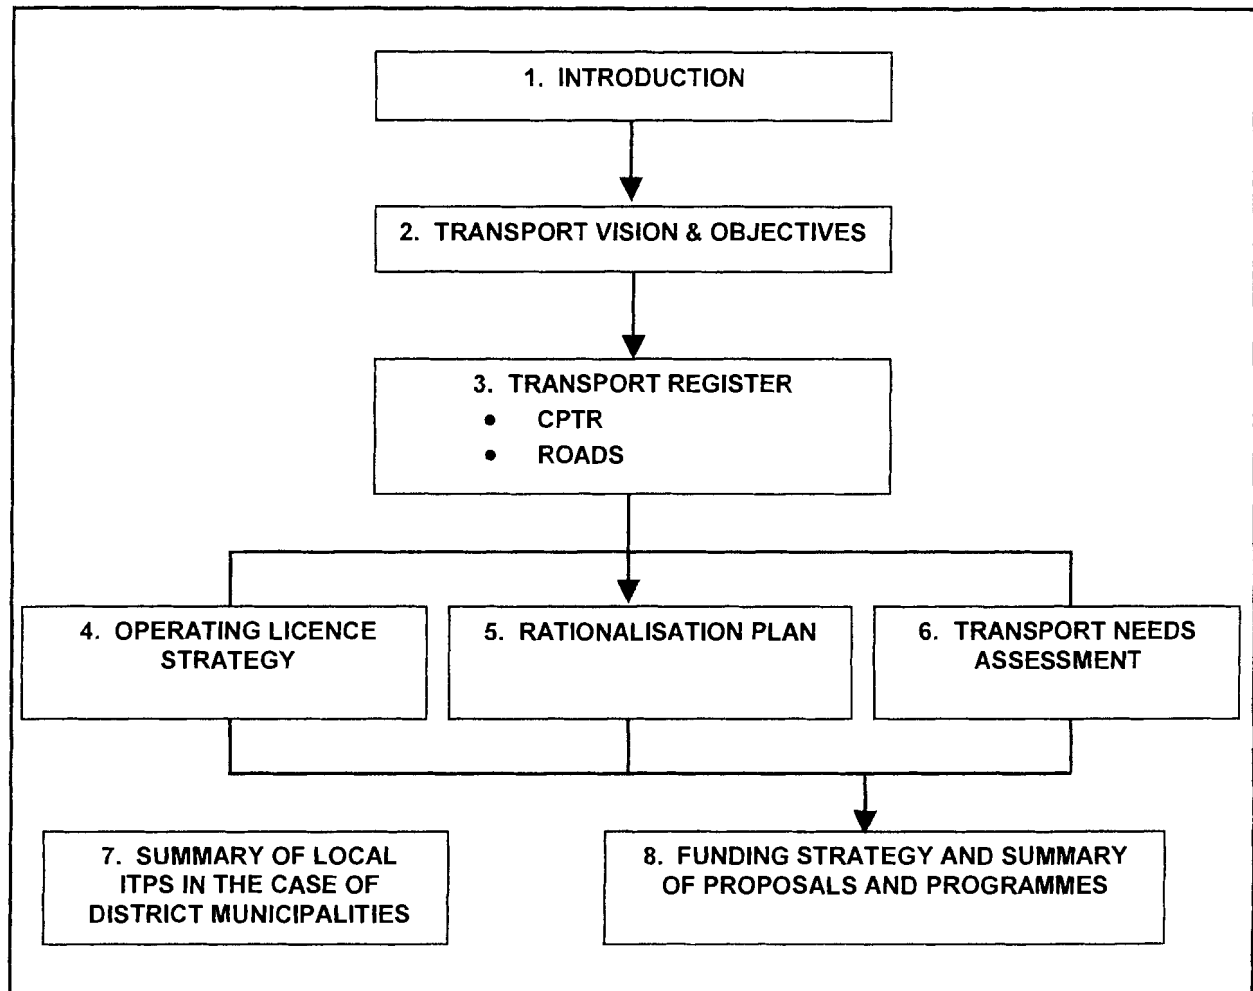 1. INTRODUCTION
2. TRANSPORT VISION & OBJECTIVES
3. TRANSPORT REGISTER
• CPTR
• ROADS
4. OPERATING LICENCE
STRATEGY
5. RATIONALISATION PLAN
6. TRANSPORT NEEDS
ASSESSMENT
7. SUMMARY OF LOCAL
ITPS IN THE CASE OF
DISTRICT MUNICIPALITIES
8. FUNDING STRATEGY AND SUMMARY
OF PROPOSALS AND PROGRAMMES